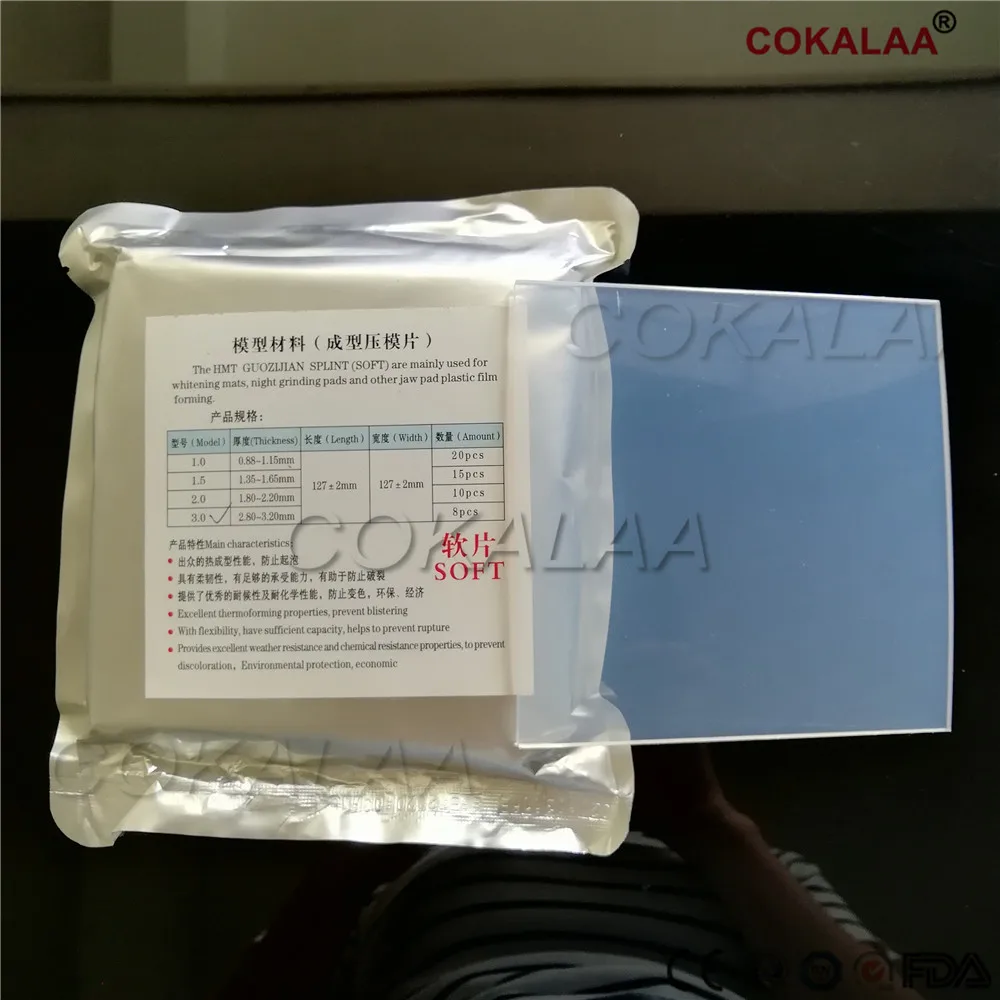 COKALAA®
模型材料（成型压模片）
The HMT GUOZIJIAN SPLINT (SOFT) are mainly used for
whitening mats, night grinding pads and other jaw pad plastic film
forming.
产品规格：
型号（Model） 厚度(Thickness) 长度（Length） 宽度（Width） 数量（Amount）
1.0 0.88~1.15mm 127±2mm 127±2mm 20pcs
1.5 1.35~1.65mm 15pcs
2.0 1.80~2.20mm 10pcs
3.0 2.80~3.20mm 8pcs
产品特性Main characteristics:
• 出众的热成型性能，防止起泡
• 具有柔韧性，有足够的承受能力，有助于防止破裂
• 提供了优秀的耐候性及耐化学性能，防止变色，环保、经济
• Excellent thermoforming properties, prevent blistering
• With flexibility, have sufficient capacity, helps to prevent rupture
• Provides excellent weather resistance and chemical resistance properties, to prevent
discoloration, Environmental protection, economic
软片
SOFT
COKALAA
COKALAA
COKALAA
COKALAA
CE FDA